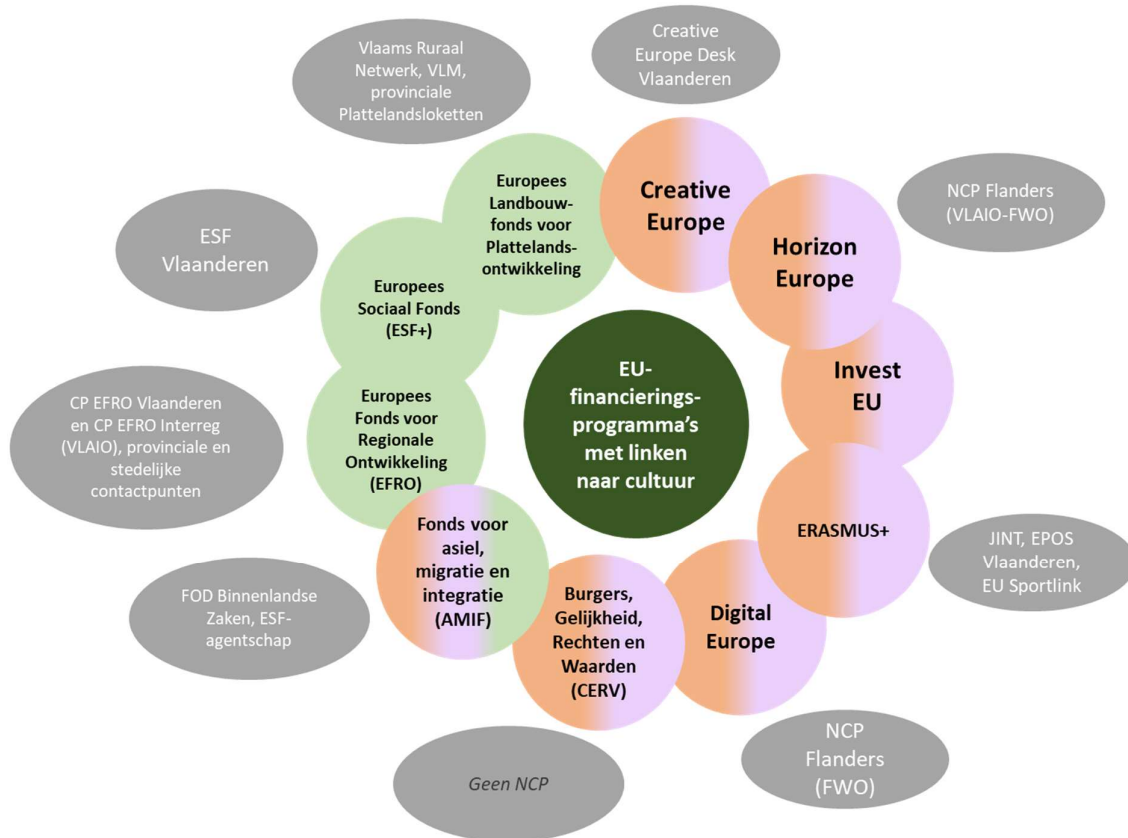 Creative
Europe Desk
Vlaanderen
Vlaams Ruraal
Netwerk, VLM,
provinciale
Plattelandsloketten
Europees
Landbouw-
fonds voor
Plattelands-
ontwikkeling
Creative
Europe
NCP Flanders
(VLAIO-FWO)
Horizon
Europe
ESF
Vlaanderen
Europees
Sociaal Fonds
(ESF+)
EU-
financierings-
programma's
met linken
naar cultuur
Invest
EU
CP EFRO Vlaanderen
en CP EFRO Interreg
(VLAIO), provinciale en
stedelijke
contactpunten
Europees
Fonds voor
Regionale
Ontwikkeling
(EFRO)
ERASMUS+
JINT, EPOS
Vlaanderen,
EU Sportlink
Fonds voor
asiel,
migratie en
integratie
(AMIF)
FOD Binnenlandse
Zaken, ESF-
agentschap
Burgers,
Gelijkheid,
Rechten en
Waarden
(CERV)
Digital
Europe
NCP
Flanders
(FWO)
Geen NCP